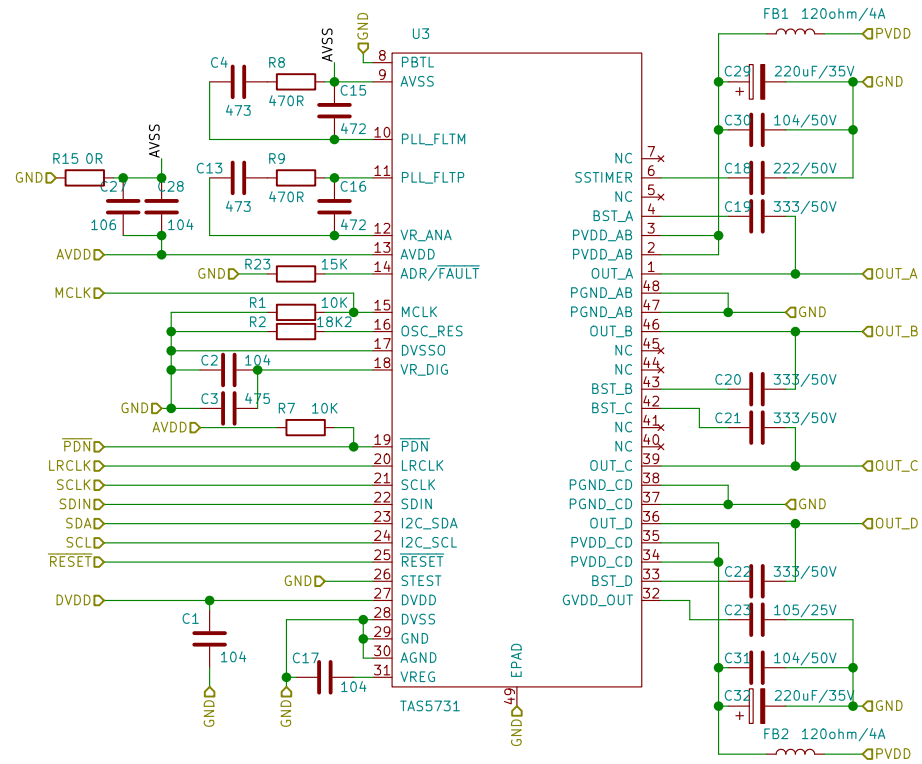 FB1 120ohm/4A
PVDD
GND
AVSS
U3
C4
R8
473
470R
C15
472
8 PBTL
9 AVSS
10 PLL_FLTM
C29 220uF/35V
+
GND
C30 104/50V
AVSS
R15 0R
GND
C27
C28
106
104
C13
R9
473
470R
C16
472
11 PLL_FLTP
12 VR_ANA
NC 7
SSTIMER 6
C18 222/50V
NC 5
BST_A 4
C19 333/50V
PVDD_AB 3
AVDD
13 AVDD
PVDD_AB 2
GND
R23 15K
14 ADR/FAULT
OUT_A 1
OUT_A
MCLK
PGND_AB 48
R1 10K
15 MCLK
PGND_AB 47
GND
R2 18K2
16 OSC_RES
OUT_B 46
OUT_B
17 DVSSO
NC 45
C2 104
18 VR_DIG
NC 44
C20 333/50V
BST_B 43
C3 475
GND
BST_C 42
C21 333/50V
AVDD
R7 10K
NC 41
PDN
19 PDN
NC 40
LRCLK
20 LRCLK
OUT_C 39
OUT_C
SCLK
21 SCLK
PGND_CD 38
SDIN
22 SDIN
PGND_CD 37
GND
SDA
23 I2C_SDA
OUT_D 36
OUT_D
SCL
24 I2C_SCL
PVDD_CD 35
RESET
25 RESET
PVDD_CD 34
GND
26 STEST
BST_D 33
C22 333/50V
DVDD
27 DVDD
GVDD_OUT 32
C23 105/25V
C1
104
GND
28 DVSS
29 GND
30 AGND
C17
104
GND
31 VREG
EPAD
49
GND
C31 104/50V
C32 220uF/35V
+
GND
TAS5731
FB2 120ohm/4A
PVDD